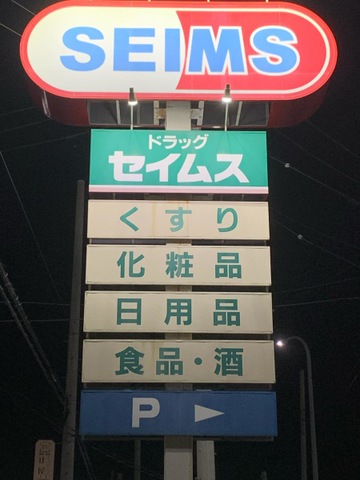 SEIMS
ドラッグ
セイムス
くすり
化粧品
日用品
食品・酒
P ►